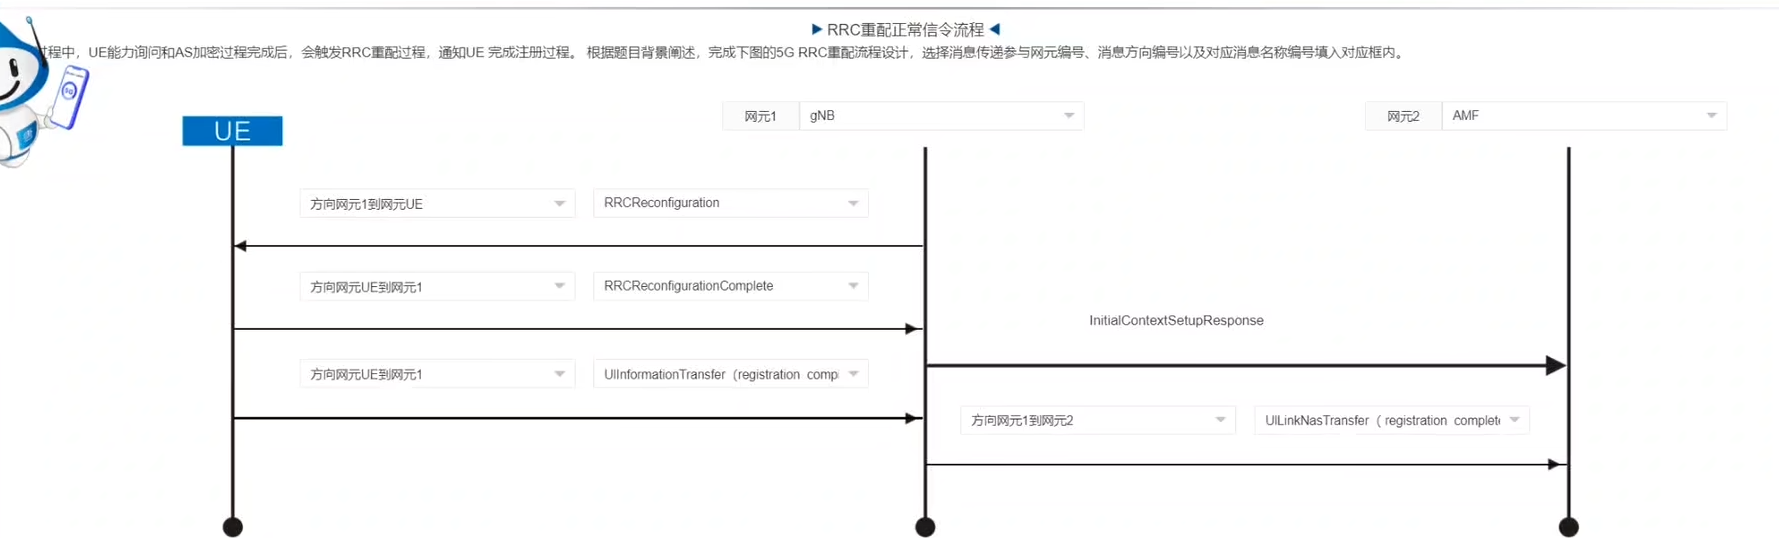 ▶ RRC重配正常信令流程 ◀
过程中，UE能力询问和AS加密过程完成后，会触发RRC重配过程，通知UE 完成注册过程。 根据题目背景阐述，完成下图的5G RRC重配流程设计，选择消息传递参与网元编号、消息方向编号以及对应消息名称编号填入对应框内。
5G
网元1 gNB
网元2 AMF
UE
方向网元1到网元UE RRCReconfiguration
方向网元UE到网元1 RRCReconfigurationComplete
InitialContextSetupResponse
方向网元UE到网元1 UlInformationTransfer（registration compl
方向网元1到网元2 UlLinkNasTransfer（registration complete